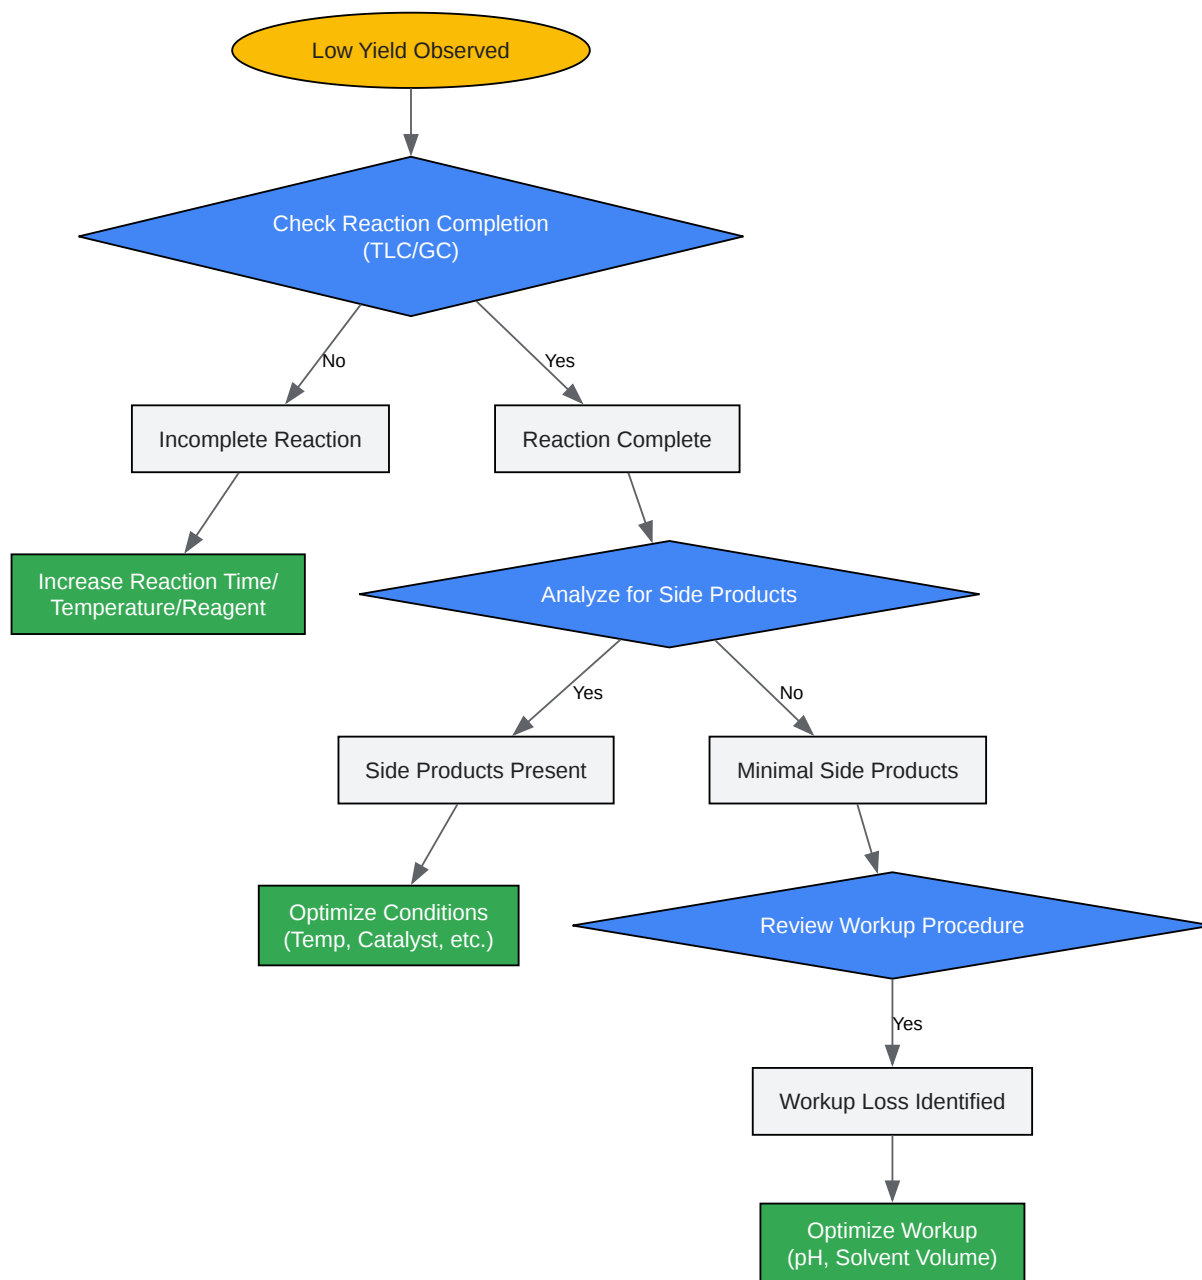 Low Yield Observed
Check Reaction Completion
(TLC/GC)
No
Yes
Incomplete Reaction
Reaction Complete
Increase Reaction Time/
Temperature/Reagent
Analyze for Side Products
Yes
No
Side Products Present
Minimal Side Products
Optimize Conditions
(Temp, Catalyst, etc.)
Review Workup Procedure
Yes
Workup Loss Identified
Optimize Workup
(pH, Solvent Volume)